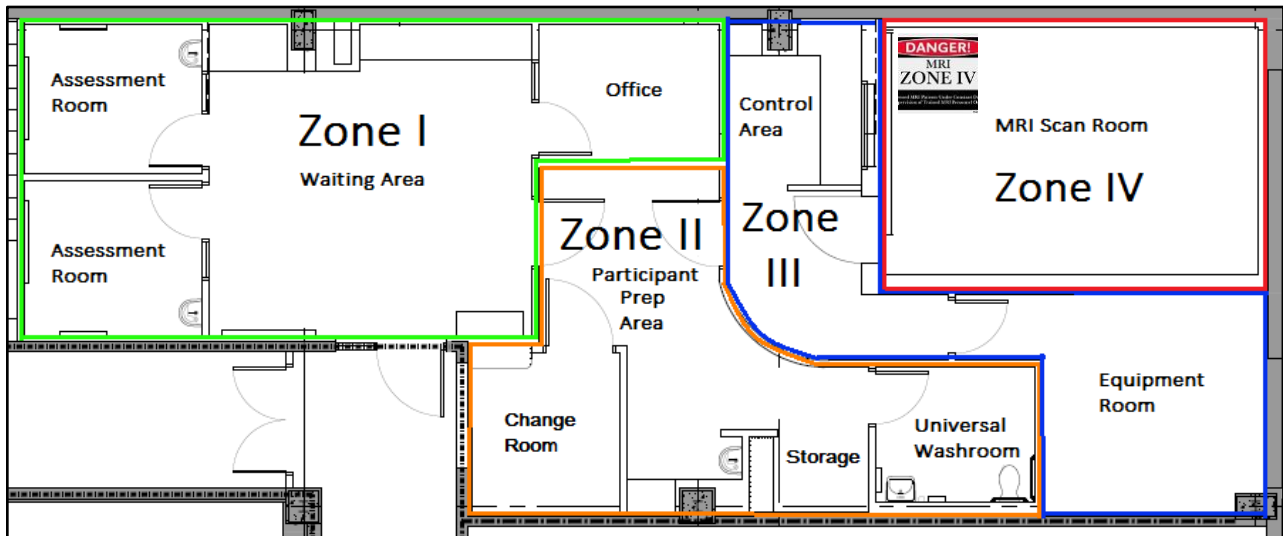 Assessment
Room
Zone I
Waiting Area
Office
Assessment
Room
Zone II
Participant
Prep
Area
Change
Room
Storage
Universal
Washroom
Control
Area
Zone
III
DANGER!
MRI
ZONE IV
MRI Scan Room
Zone IV
Equipment
Room